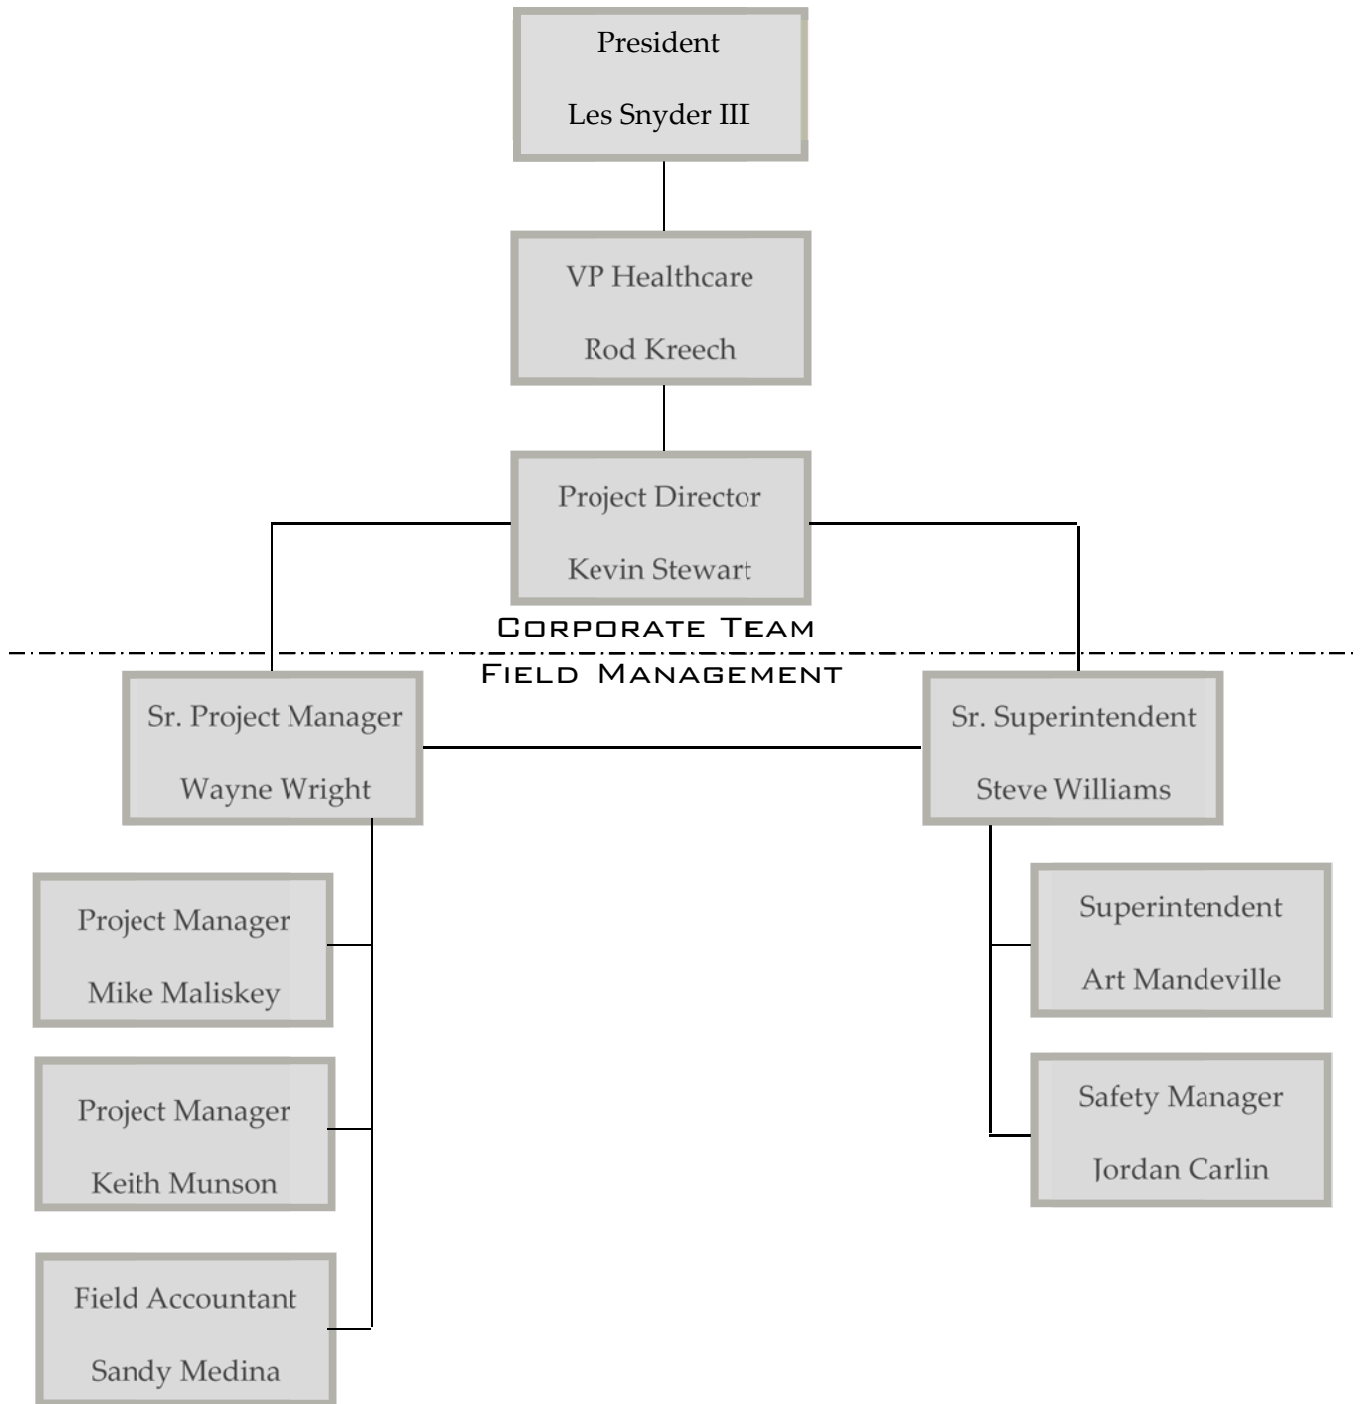 President
Les Snyder III
VP Healthcare
Rod Kreech
Project Director
Kevin Stewart
CORPORATE TEAM
FIELD MANAGEMENT
Sr. Project Manager
Wayne Wright
Sr. Superintendent
Steve Williams
Project Manager
Mike Maliskey
Project Manager
Keith Munson
Field Accountant
Sandy Medina
Superintendent
Art Mandeville
Safety Manager
Jordan Carlin